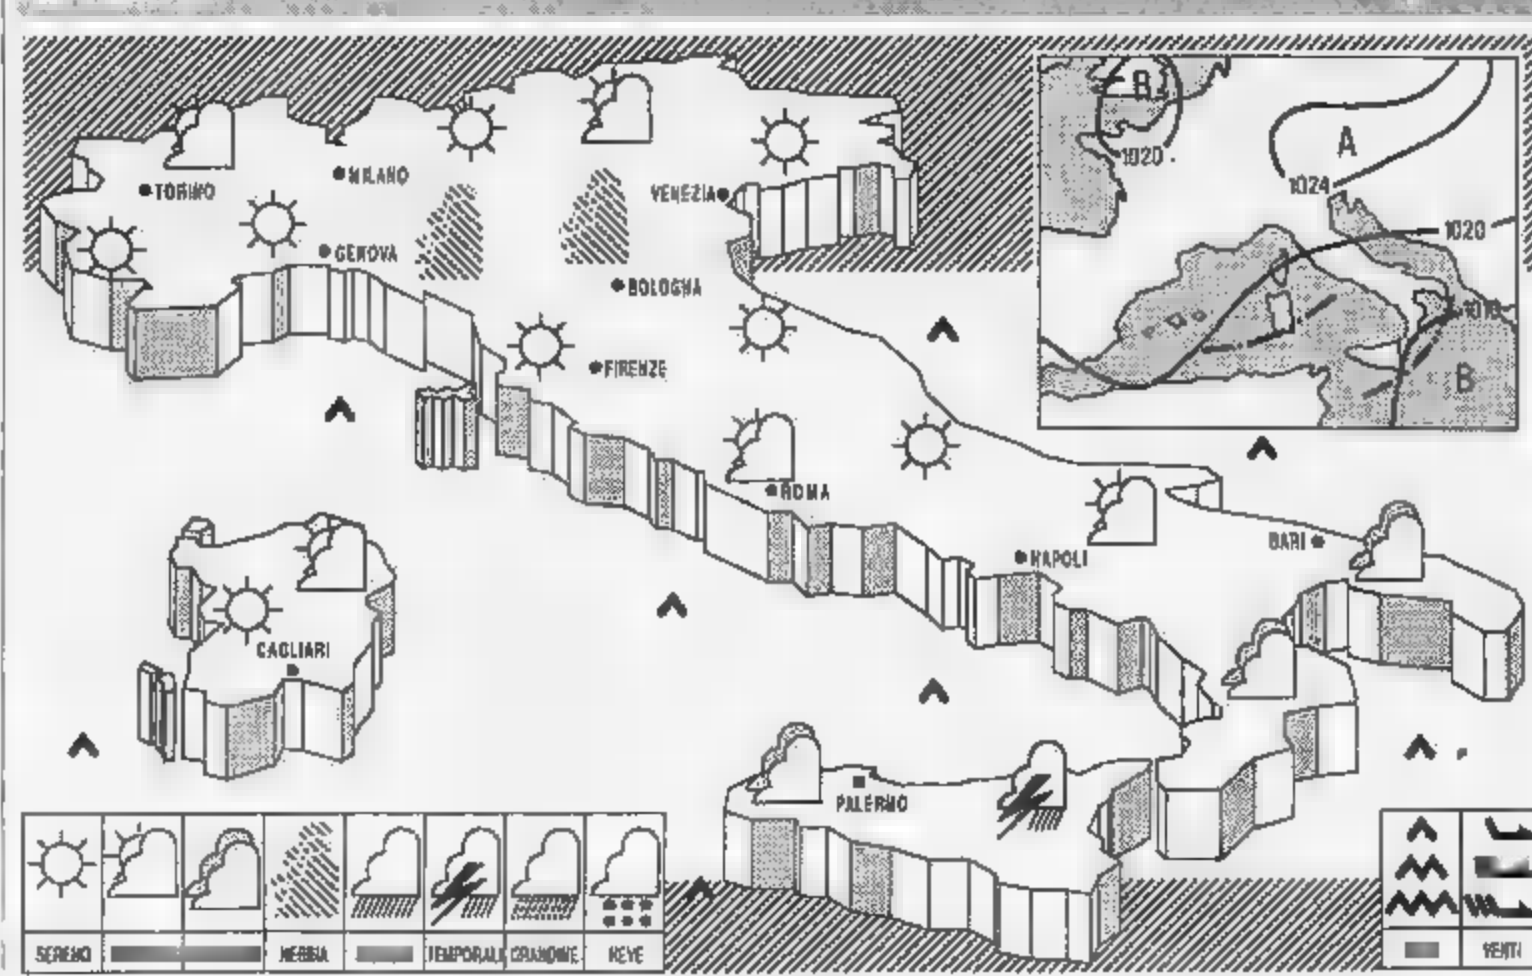 B
1020
A
1024
MILANO
TORINO
VENEZIA
1020
GENOVA
BOLOGNA
1016
FIRENZE
B
ROMA
BARI
NAPOLI
CAGLIARI
PALERMO
SERENO NEBBIA TEMPORALI GRANDINE NEVE
VENTI